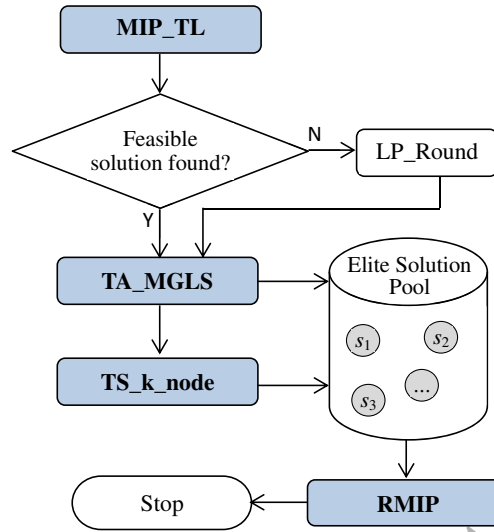 MIP_TL
Feasible
solution found?
N
LP_Round
Y
TA_MGLS
Elite Solution
Pool
s1
s2
TS_k_node
s3
...
Stop
RMIP